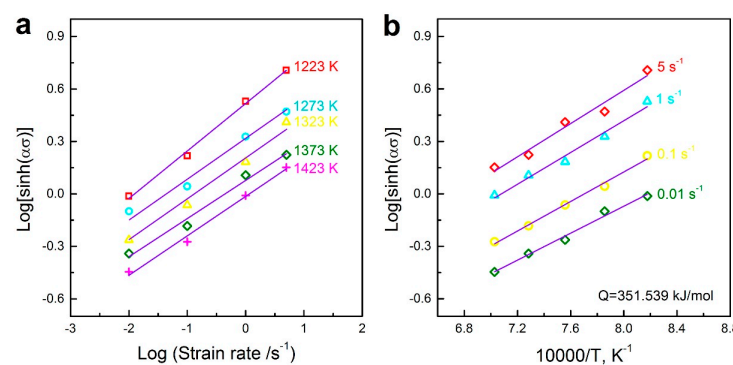 a
Log[sinh(ασ)]
0.9
0.6
0.3
0.0
-0.3
-0.6
1223 K
1273 K
1323 K
1373 K
1423 K
-3 -2 -1 0 1 2
Log (Strain rate /s⁻¹)
b
Log[sinh(ασ)]
0.9
0.6
0.3
0.0
-0.3
-0.6
5 s⁻¹
1 s⁻¹
0.1 s⁻¹
0.01 s⁻¹
Q=351.539 kJ/mol
6.8 7.2 7.6 8.0 8.4 8.8
10000/T, K⁻¹